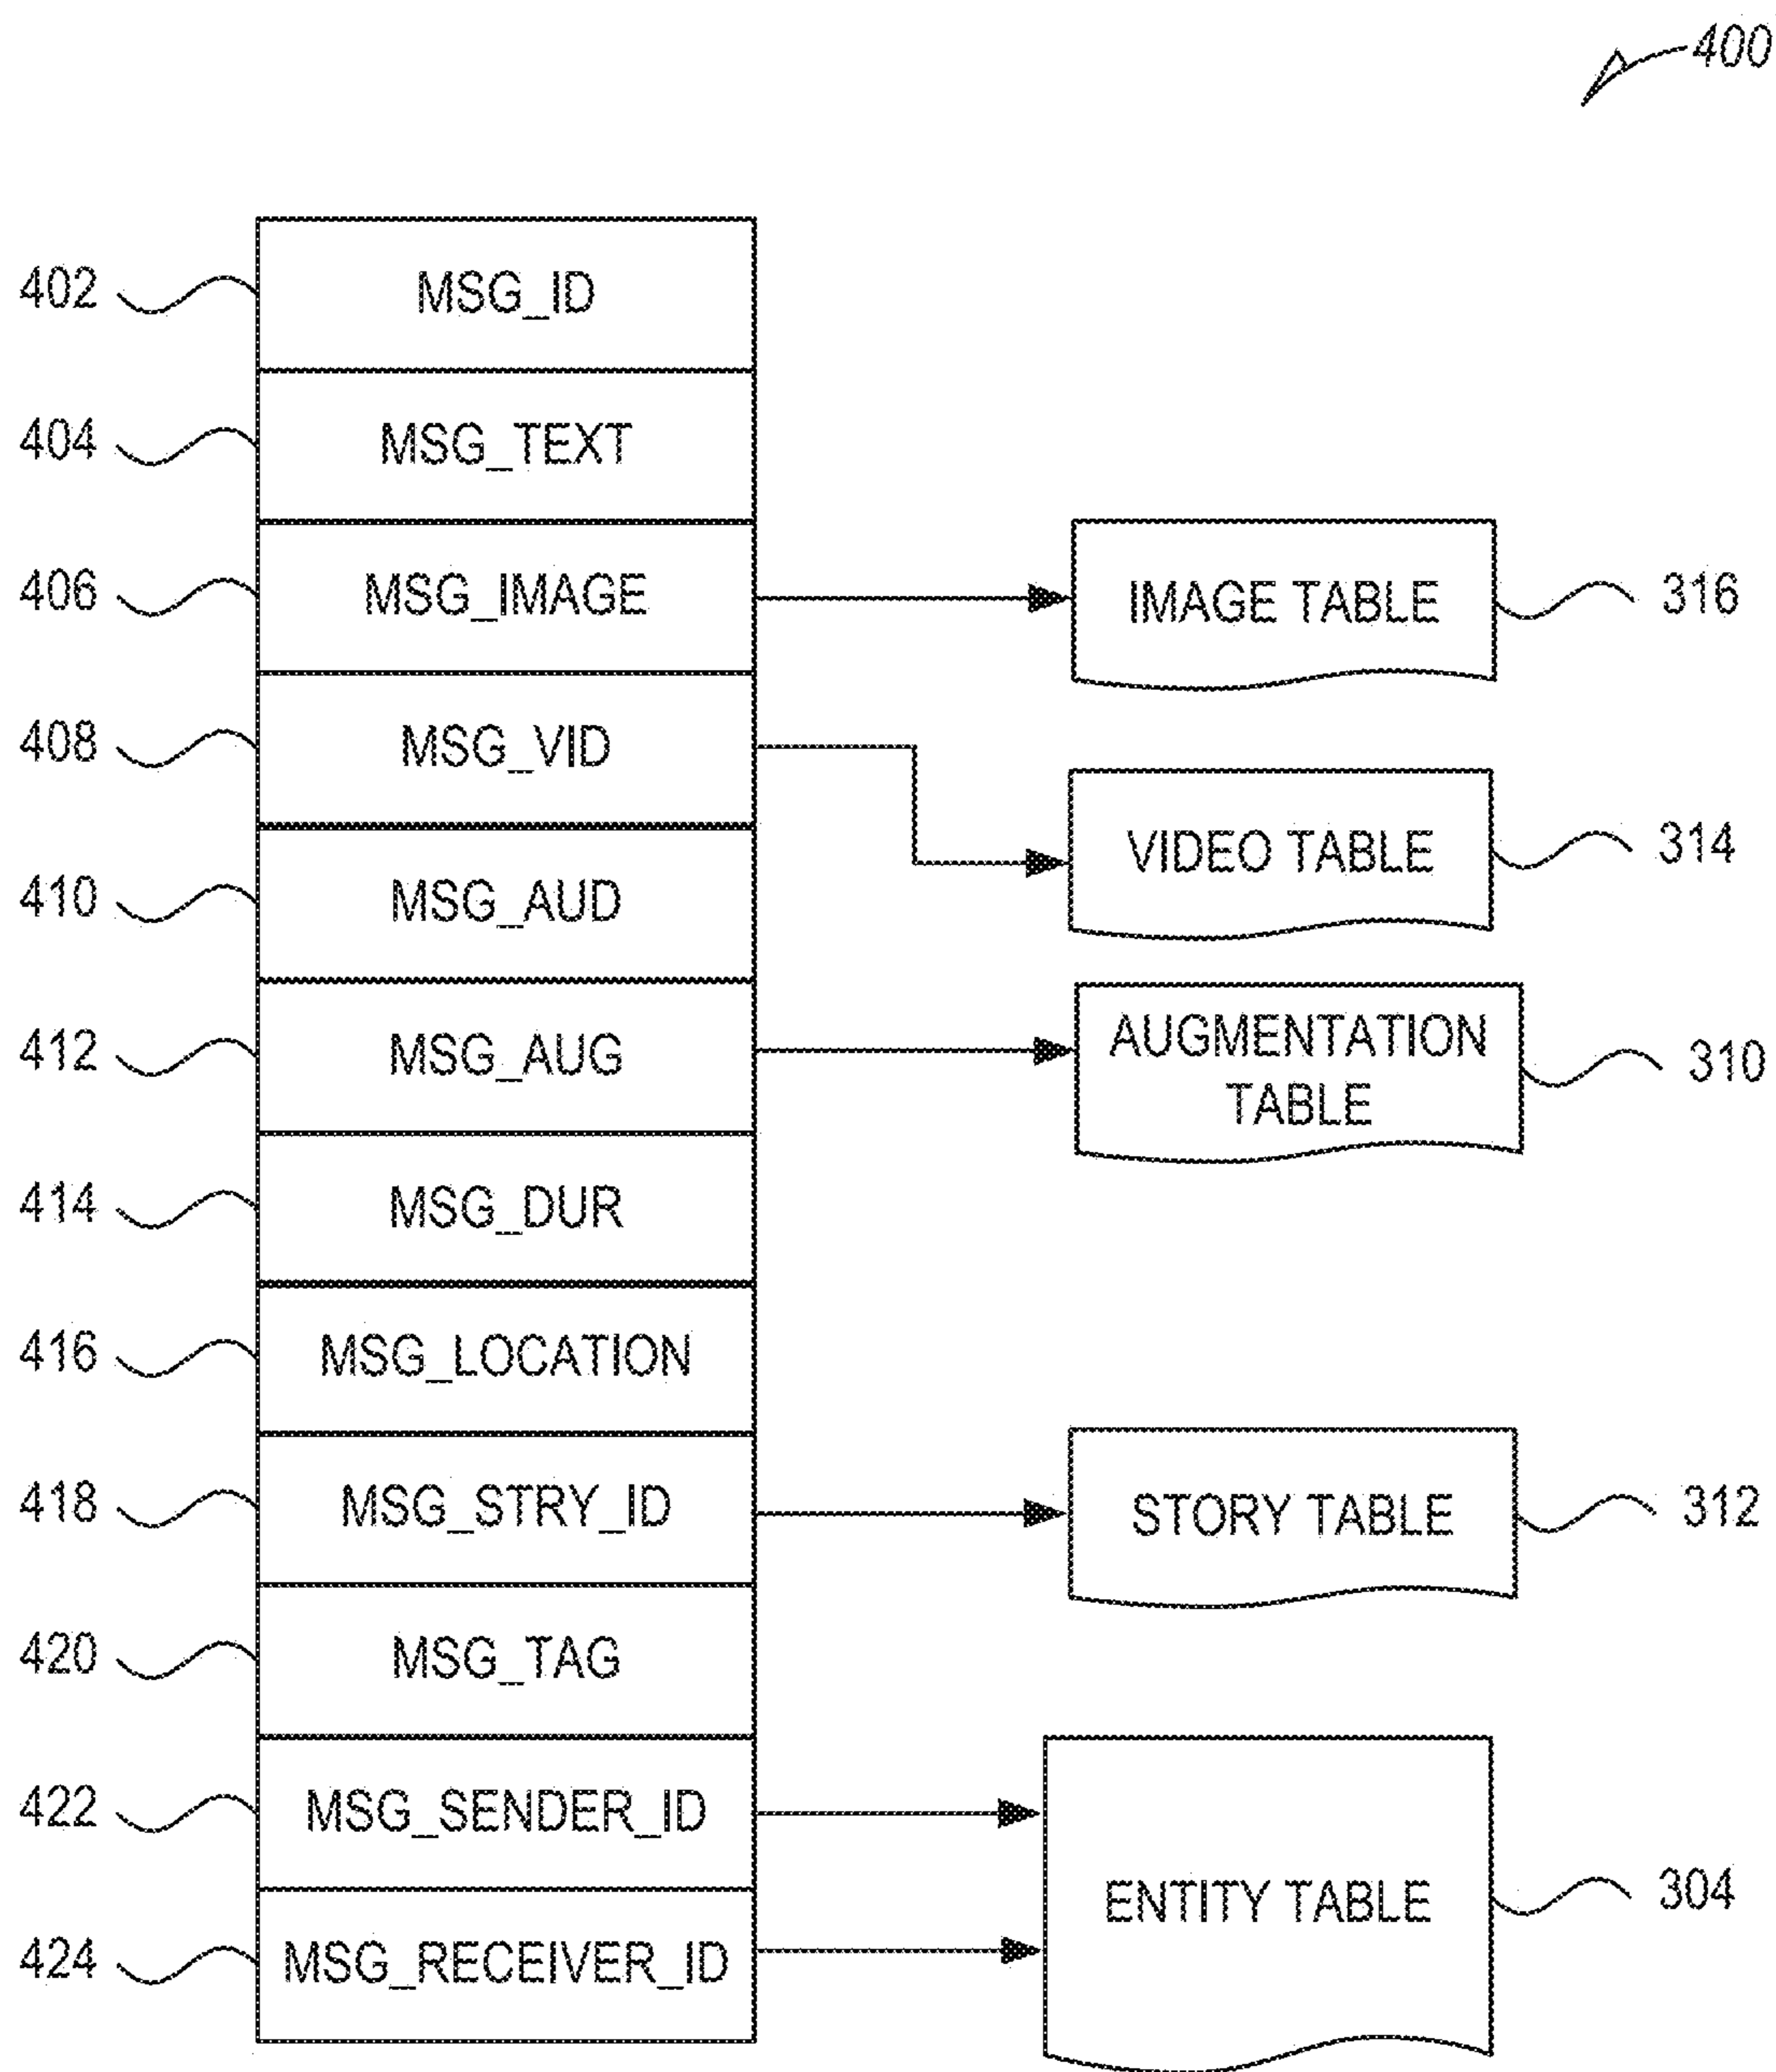 400
402 MSG_ID
404 MSG_TEXT
406 MSG_IMAGE IMAGE TABLE 316
408 MSG_VID VIDEO TABLE 314
410 MSG_AUD
412 MSG_AUG AUGMENTATION TABLE 310
414 MSG_DUR
416 MSG_LOCATION
418 MSG_STRY_ID STORY TABLE 312
420 MSG_TAG
422 MSG_SENDER_ID
ENTITY TABLE 304
424 MSG_RECEIVER_ID